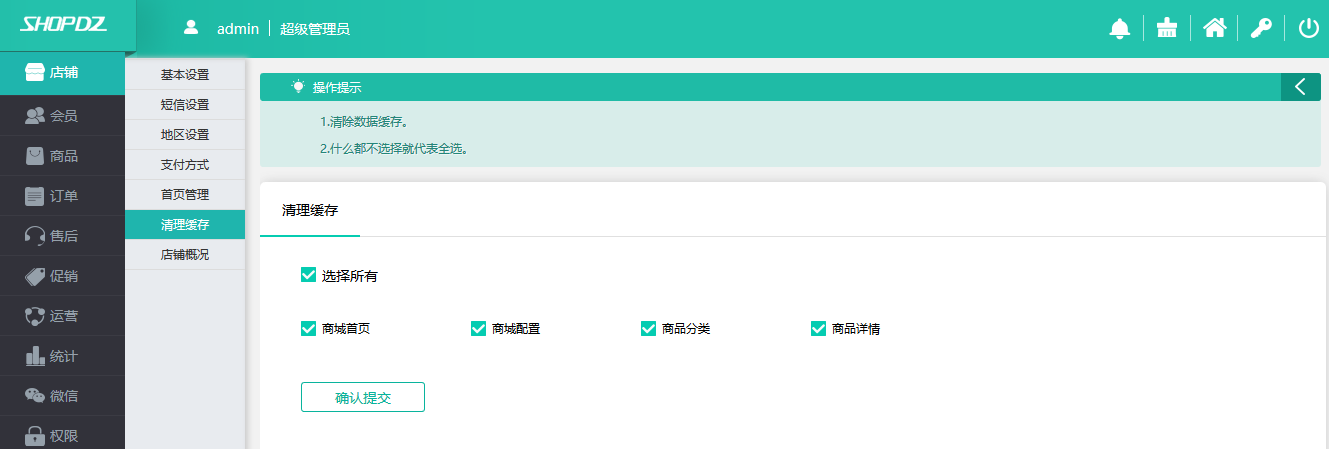 SHOPDZ
admin 超级管理员
店铺
会员
商品
订单
售后
促销
运营
统计
微信
权限
基本设置
短信设置
地区设置
支付方式
首页管理
清理缓存
店铺概况
操作提示
1.清除数据缓存。
2.什么都不选择就代表全选。
清理缓存
选择所有
商城首页 商城配置 商品分类 商品详情
确认提交